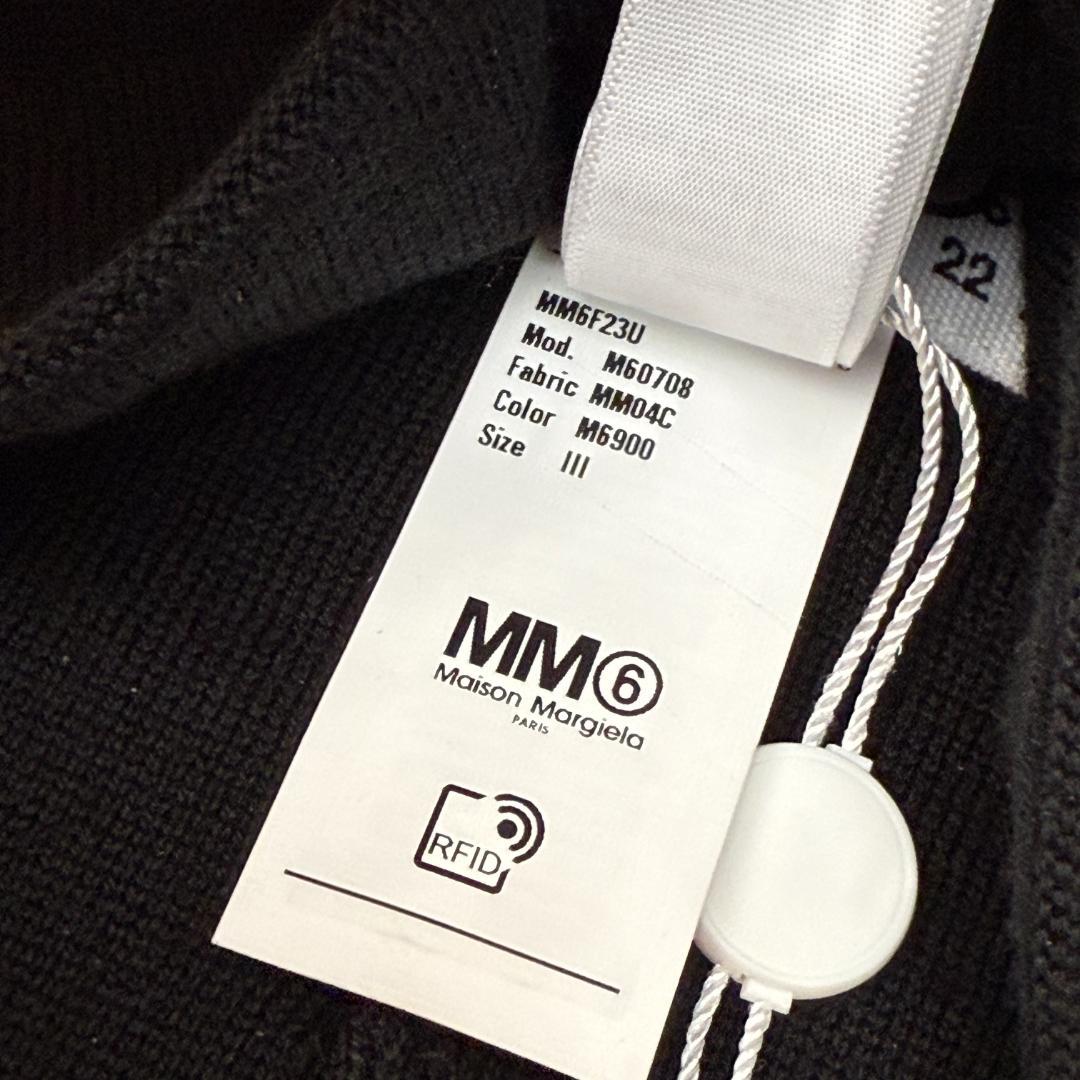 22
MM6F23U
Mod. M60708
Fabric MM04C
Color M6900
Size III
MM6
Maison Margiela
PARIS
RFID